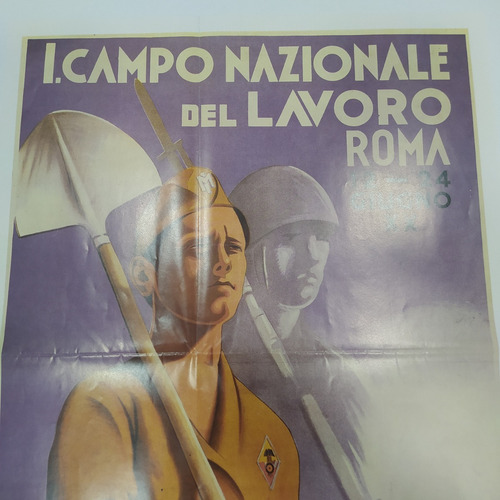 I. CAMPO NAZIONALE
DEL LAVORO
ROMA